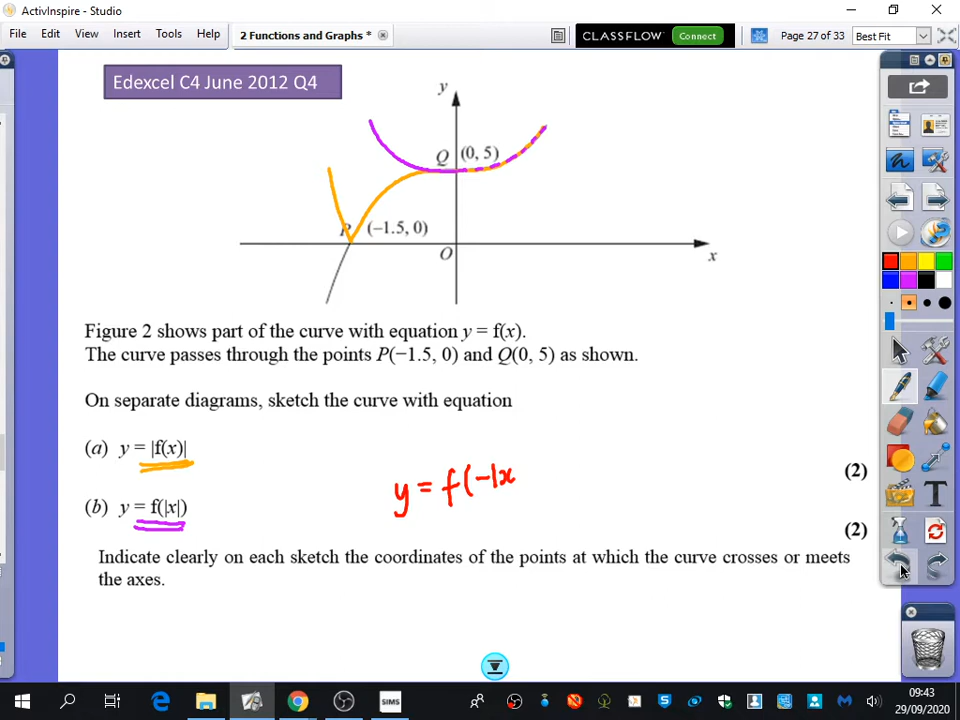 ActivInspire - Studio
File Edit View Insert Tools Help
2 Functions and Graphs *
CLASSFLOW Connect
Page 27 of 33
Best Fit
Edexcel C4 June 2012 Q4
y
Q (0, 5)
P (−1.5, 0)
O
x
Figure 2 shows part of the curve with equation y = f(x).
The curve passes through the points P(−1.5, 0) and Q(0, 5) as shown.
On separate diagrams, sketch the curve with equation
(a) y = |f(x)|
(2)
y = f(-|x
(b) y = f(|x|)
(2)
Indicate clearly on each sketch the coordinates of the points at which the curve crosses or meets
the axes.
SIMS
09:43
29/09/2020